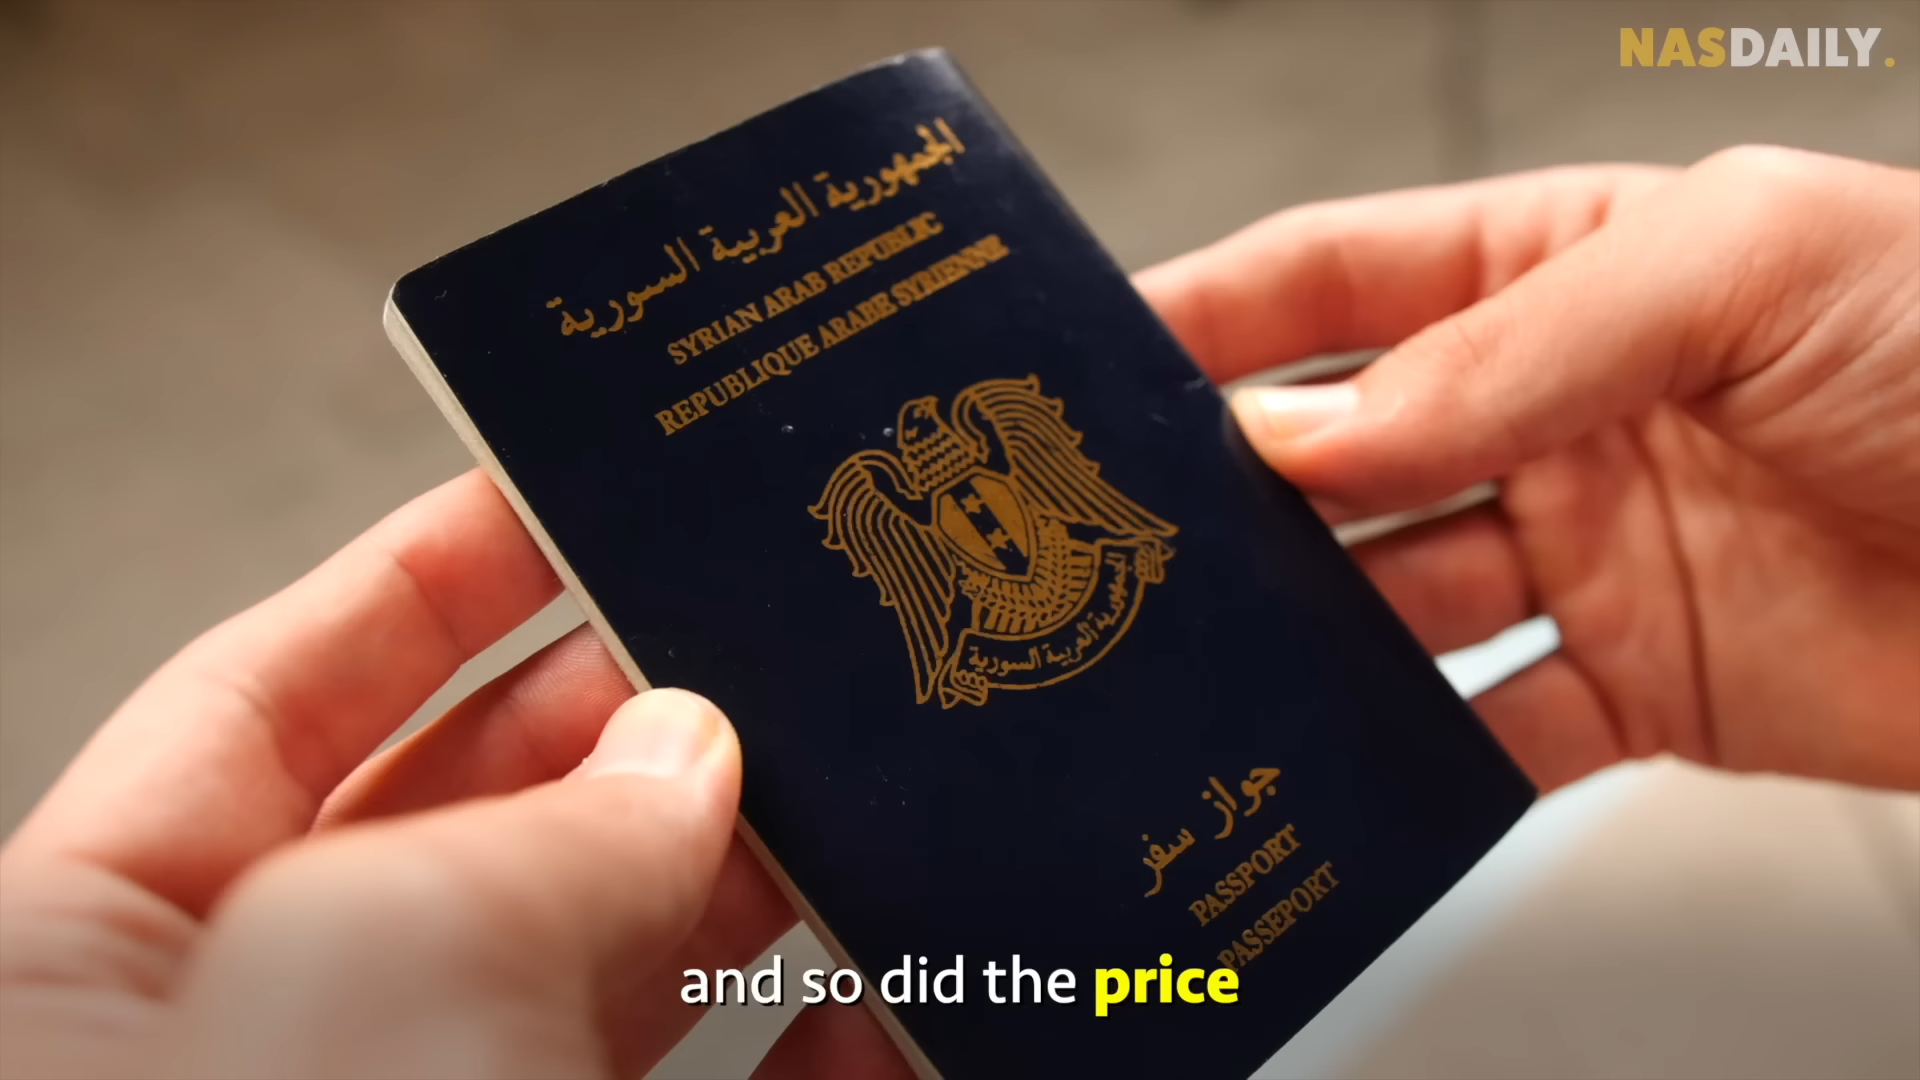 NASDAILY.
الجمهورية العربية السورية
SYRIAN ARAB REPUBLIC
REPUBLIQUE ARABE SYRIENNE
الجمهورية العربية السورية
جواز سفر
PASSPORT
PASSEPORT
and so did the price